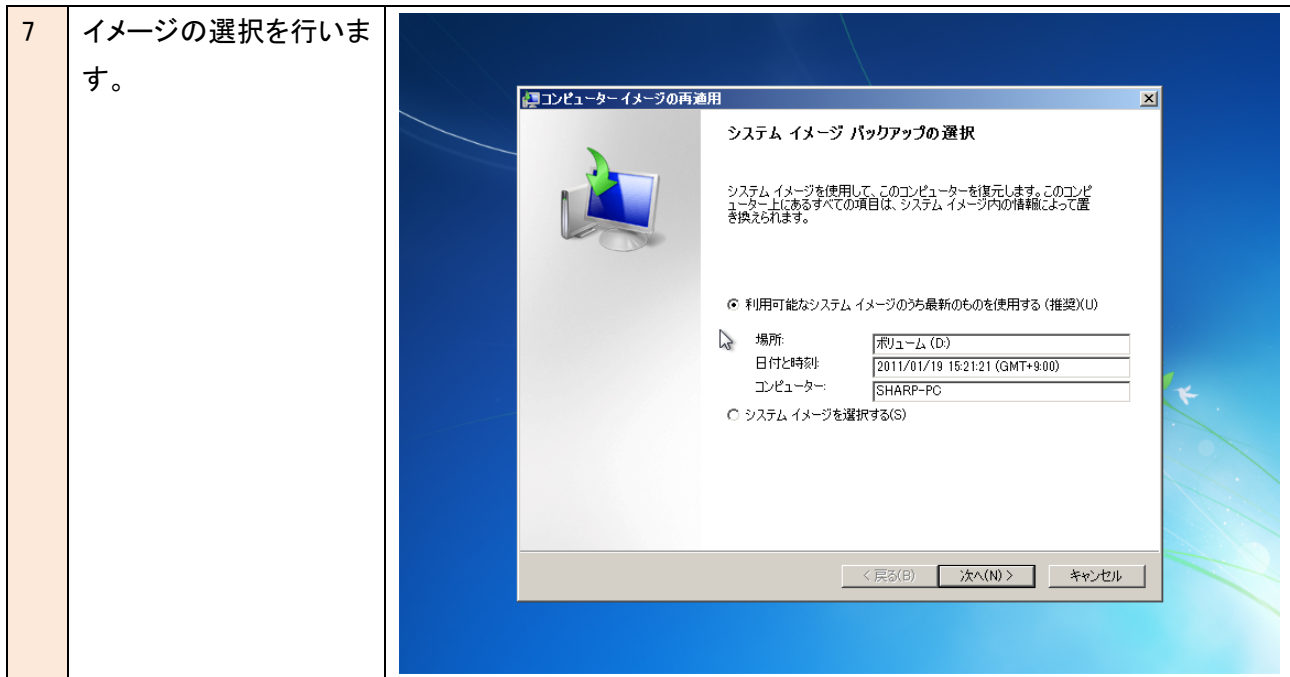 7
イメージの選択を行いま
す。
コンピューター イメージの再適用
システム イメージ バックアップの選択
システム イメージを使用して、このコンピューターを復元します。このコンピ
ューター上にあるすべての項目は、システム イメージ内の情報によって置
き換えられます。
利用可能なシステム イメージのうち最新のものを使用する (推奨)(U)
場所: ボリューム (D:)
日付と時刻: 2011/01/19 15:21:21 (GMT+9:00)
コンピューター: SHARP-PC
システム イメージを選択する(S)
< 戻る(B) 次へ(N) > キャンセル